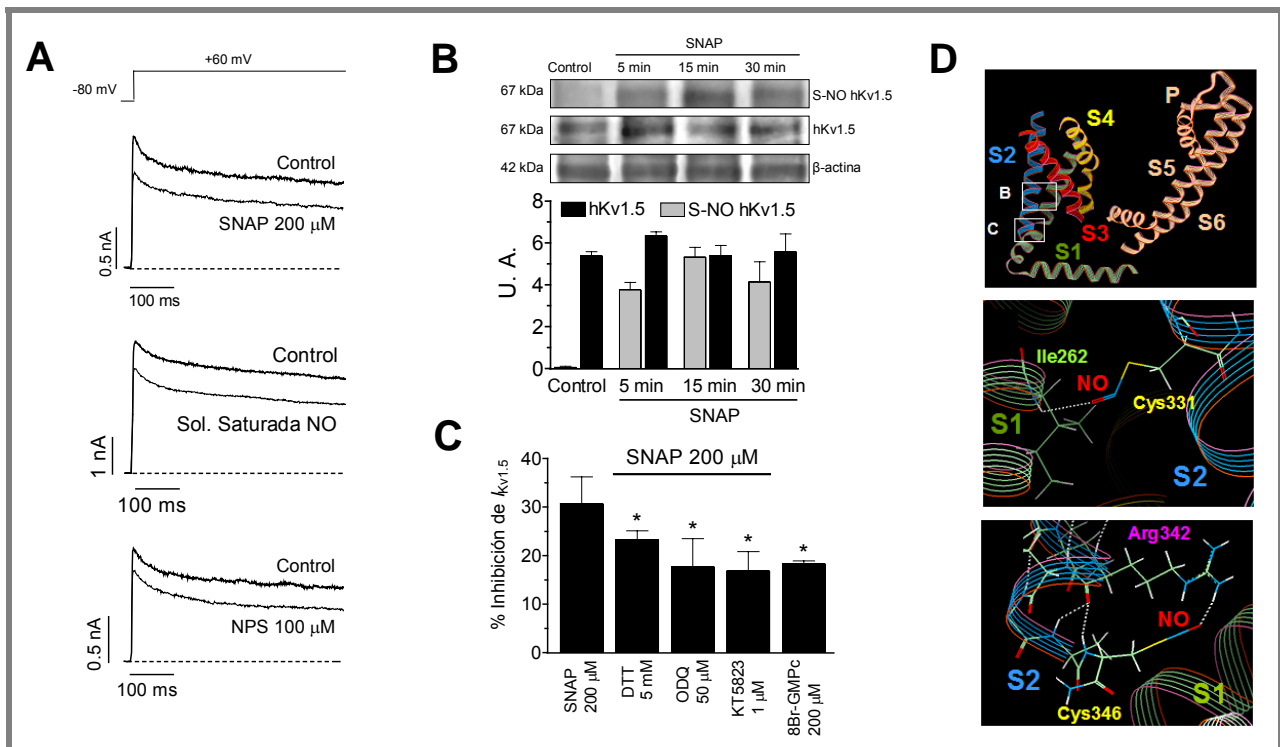 A
+60 mV
-80 mV
Control
SNAP 200 μM
0.5 nA
100 ms
Control
Sol. Saturada NO
1 nA
100 ms
Control
NPS 100 μM
0.5 nA
100 ms
B
SNAP
Control 5 min 15 min 30 min
67 kDa S-NO hKv1.5
67 kDa hKv1.5
42 kDa β-actina
hKv1.5 S-NO hKv1.5
U. A.
8
6
4
2
0
Control 5 min 15 min 30 min
SNAP
C
SNAP 200 μM
% Inhibición de IKv1.5
40
30
20
10
0
* * * *
SNAP 200 μM
DTT 5 mM
ODQ 50 μM
KT5823 1 μM
8Br-GMPc 200 μM
D
P
S4
S2
S5
B
C
S3
S6
S1
Ile262
NO
Cys331
S1
S2
Arg342
NO
S2
S1
Cys346